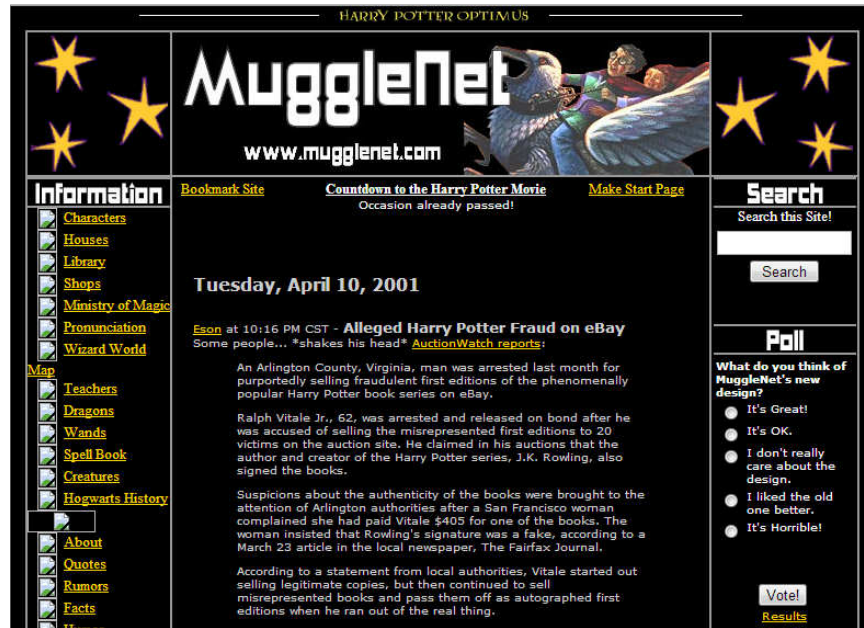 HARRY POTTER OPTIMUS
MuggleNet
www.mugglenet.com
Information
Characters
Houses
Library
Shops
Ministry of Magic
Pronunciation
Wizard World
Map
Teachers
Dragons
Wands
Spell Book
Creatures
Hogwarts History
About
Quotes
Rumors
Facts
Bookmark Site
Countdown to the Harry Potter Movie
Make Start Page
Occasion already passed!
Tuesday, April 10, 2001
Eson at 10:16 PM CST - Alleged Harry Potter Fraud on eBay
Some people... *shakes his head* AuctionWatch reports:
An Arlington County, Virginia, man was arrested last month for
purportedly selling fraudulent first editions of the phenomenally
popular Harry Potter book series on eBay.
Ralph Vitale Jr., 62, was arrested and released on bond after he
was accused of selling the misrepresented first editions to 20
victims on the auction site. He claimed in his auctions that the
author and creator of the Harry Potter series, J.K. Rowling, also
signed the books.
Suspicions about the authenticity of the books were brought to the
attention of Arlington authorities after a San Francisco woman
complained she had paid Vitale $405 for one of the books. The
woman insisted that Rowling's signature was a fake, according to a
March 23 article in the local newspaper, The Fairfax Journal.
According to a statement from local authorities, Vitale started out
selling legitimate copies, but then continued to sell
misrepresented books and pass them off as autographed first
editions when he ran out of the real thing.
Search
Search this Site!
Search
Poll
What do you think of
MuggleNet's new
design?
It's Great!
It's OK.
I don't really
care about the
design.
I liked the old
one better.
It's Horrible!
Vote!
Results